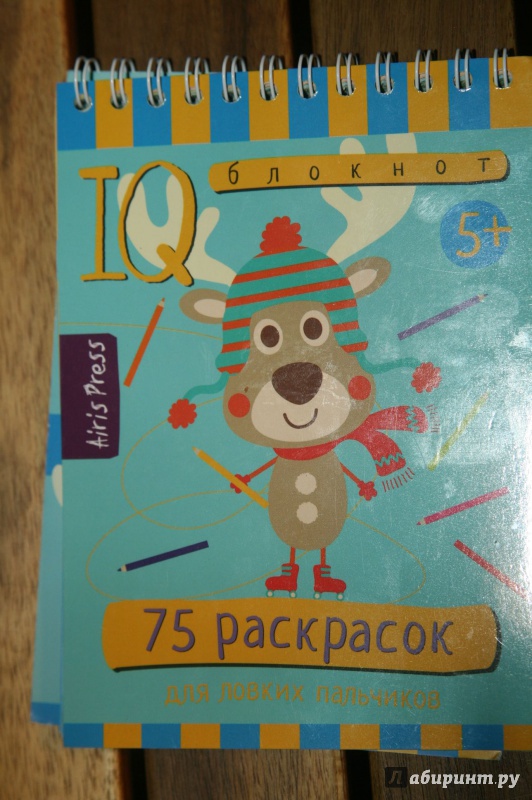 IQ
блокнот
5+
Airis Press
75 раскрасок
для ловких пальчиков
Лабиринт.ру